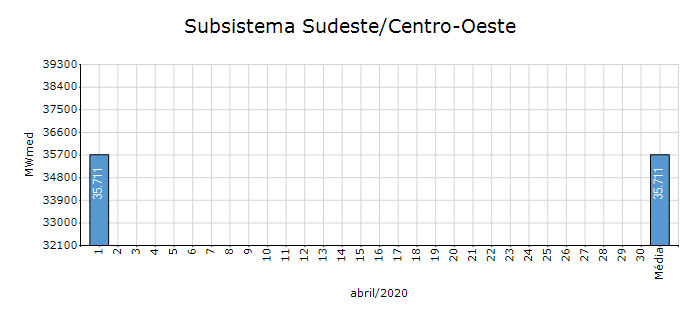 Subsistema Sudeste/Centro-Oeste
39300
38400
37500
36600
35700
34800
33900
33000
32100
MWmed
35.711
35.711
1 2 3 4 5 6 7 8 9 10 11 12 13 14 15 16 17 18 19 20 21 22 23 24 25 26 27 28 29 30 Média
abril/2020